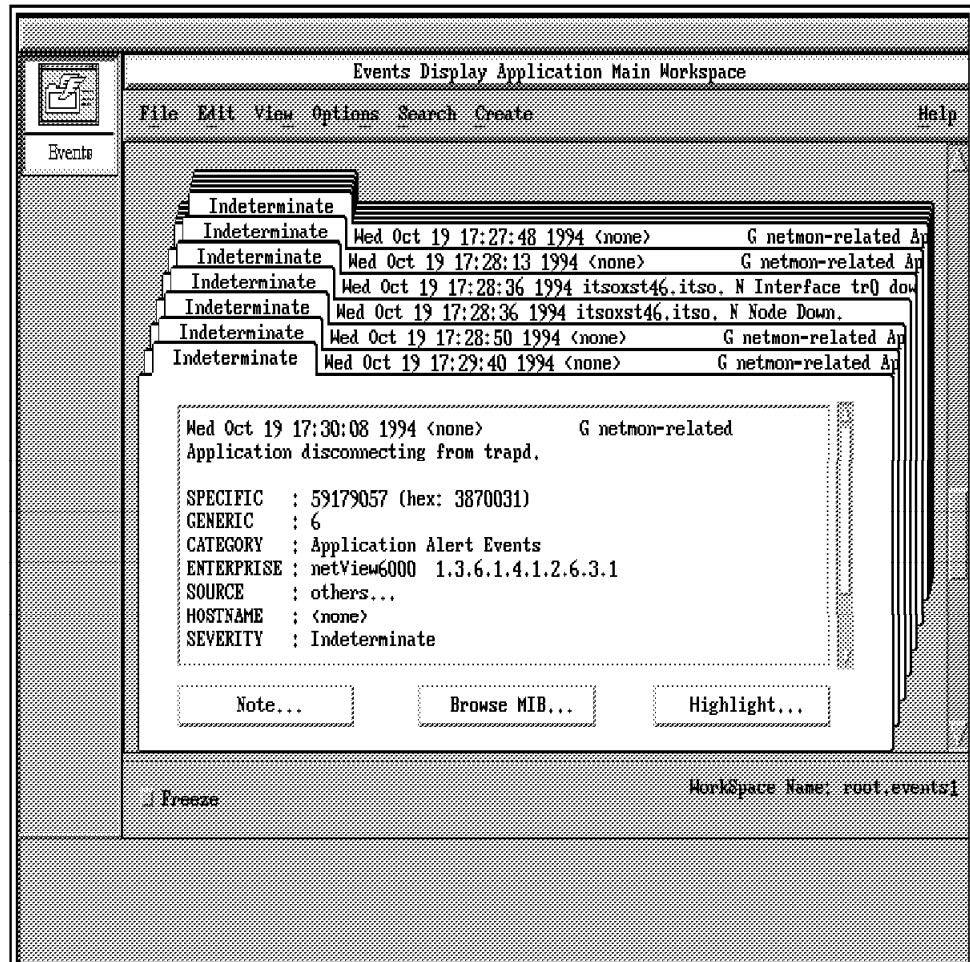 Events Display Application Main Workspace
File Edit View Options Search Create Help
Events
Indeterminate
Indeterminate Wed Oct 19 17:27:48 1994 <none> G netmon-related Ap
Indeterminate Wed Oct 19 17:28:13 1994 <none> G netmon-related Ap
Indeterminate Wed Oct 19 17:28:36 1994 itsoxst46.itso. N Interface tr0 dow
Indeterminate Wed Oct 19 17:28:36 1994 itsoxst46.itso. N Node Down.
Indeterminate Wed Oct 19 17:28:50 1994 <none> G netmon-related Ap
Indeterminate Wed Oct 19 17:29:40 1994 <none> G netmon-related Ap
Wed Oct 19 17:30:08 1994 <none> G netmon-related
Application disconnecting from trapd.
SPECIFIC : 59179057 (hex: 3870031)
GENERIC : 6
CATEGORY : Application Alert Events
ENTERPRISE : netView6000 1.3.6.1.4.1.2.6.3.1
SOURCE : others...
HOSTNAME : <none>
SEVERITY : Indeterminate
Note... Browse MIB... Highlight...
Freeze WorkSpace Name: root.events1